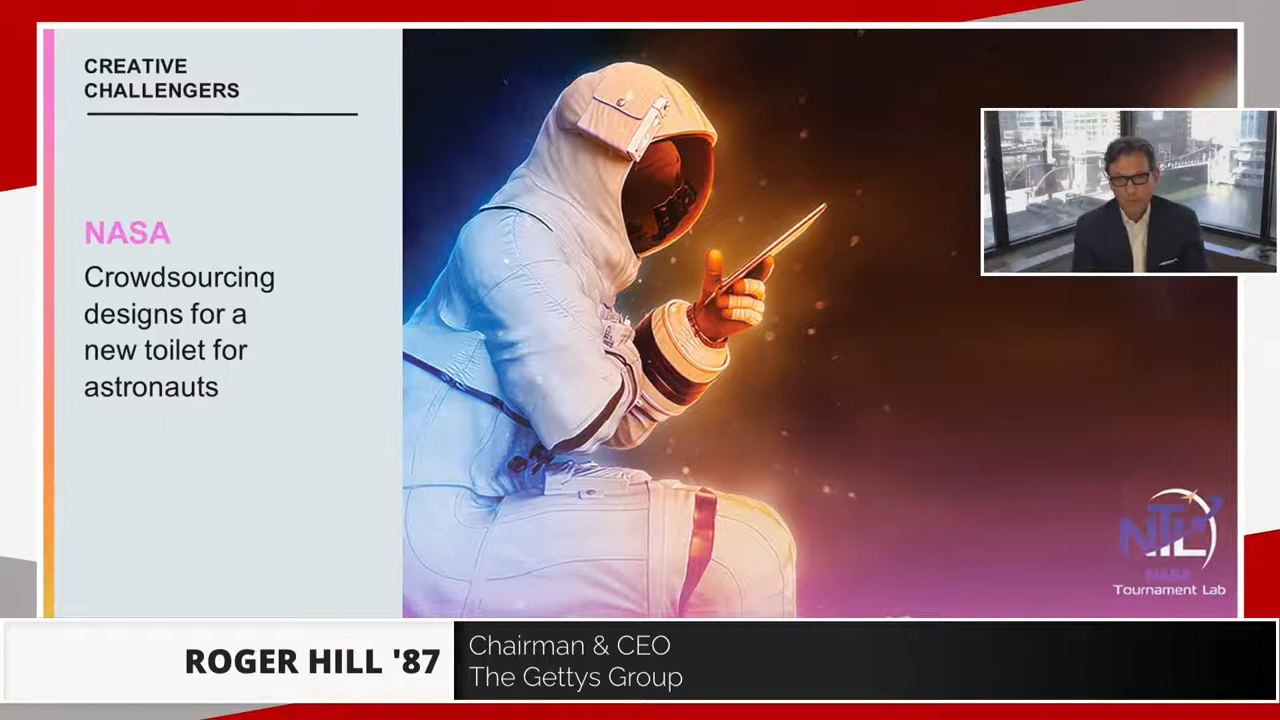 CREATIVE
CHALLENGERS
NASA
Crowdsourcing
designs for a
new toilet for
astronauts
NTL
NASA
Tournament Lab
ROGER HILL '87
Chairman & CEO
The Gettys Group